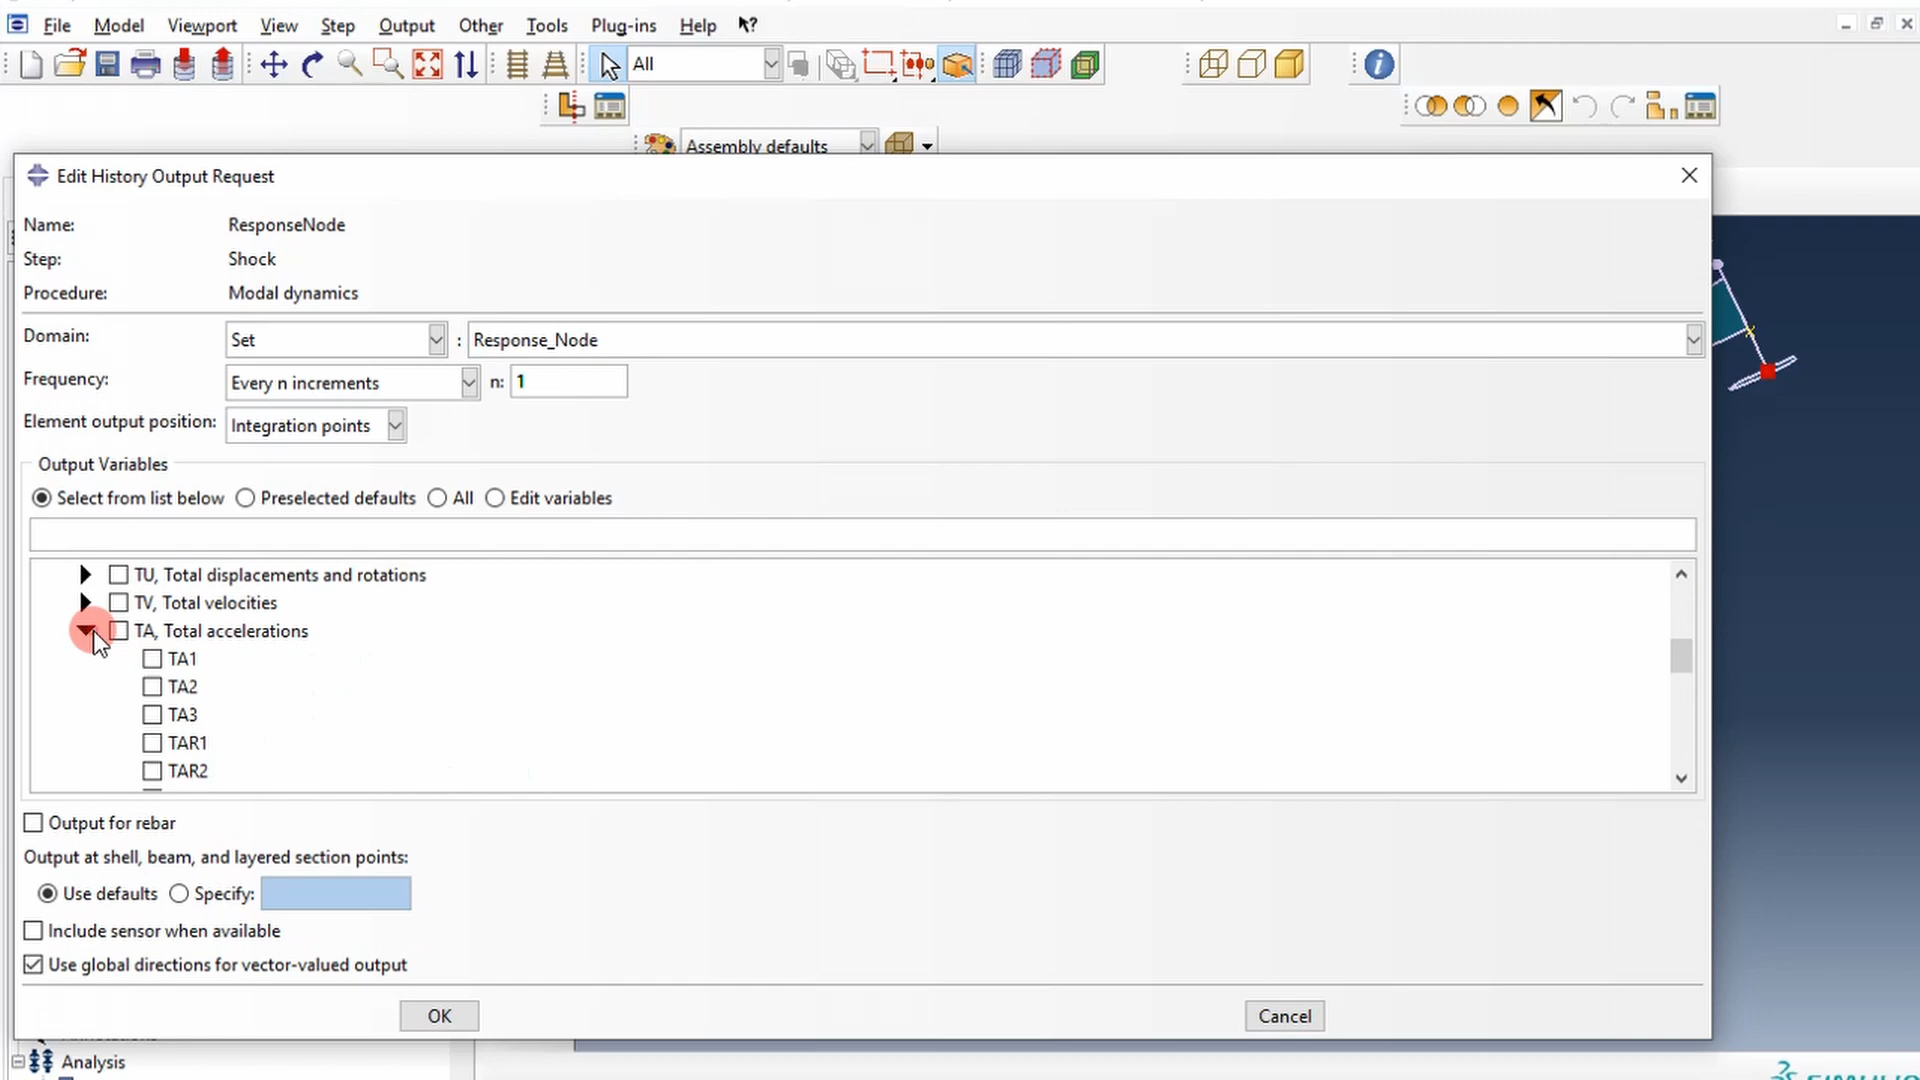 File Model Viewport View Step Output Other Tools Plug-ins Help ?
All
Assembly defaults
Edit History Output Request
Name: ResponseNode
Step: Shock
Procedure: Modal dynamics
Domain: Set : Response_Node
Frequency: Every n increments n: 1
Element output position: Integration points
Output Variables
Select from list below Preselected defaults All Edit variables
TU, Total displacements and rotations
TV, Total velocities
TA, Total accelerations
TA1
TA2
TA3
TAR1
TAR2
Output for rebar
Output at shell, beam, and layered section points:
Use defaults Specify:
Include sensor when available
Use global directions for vector-valued output
OK Cancel
Analysis